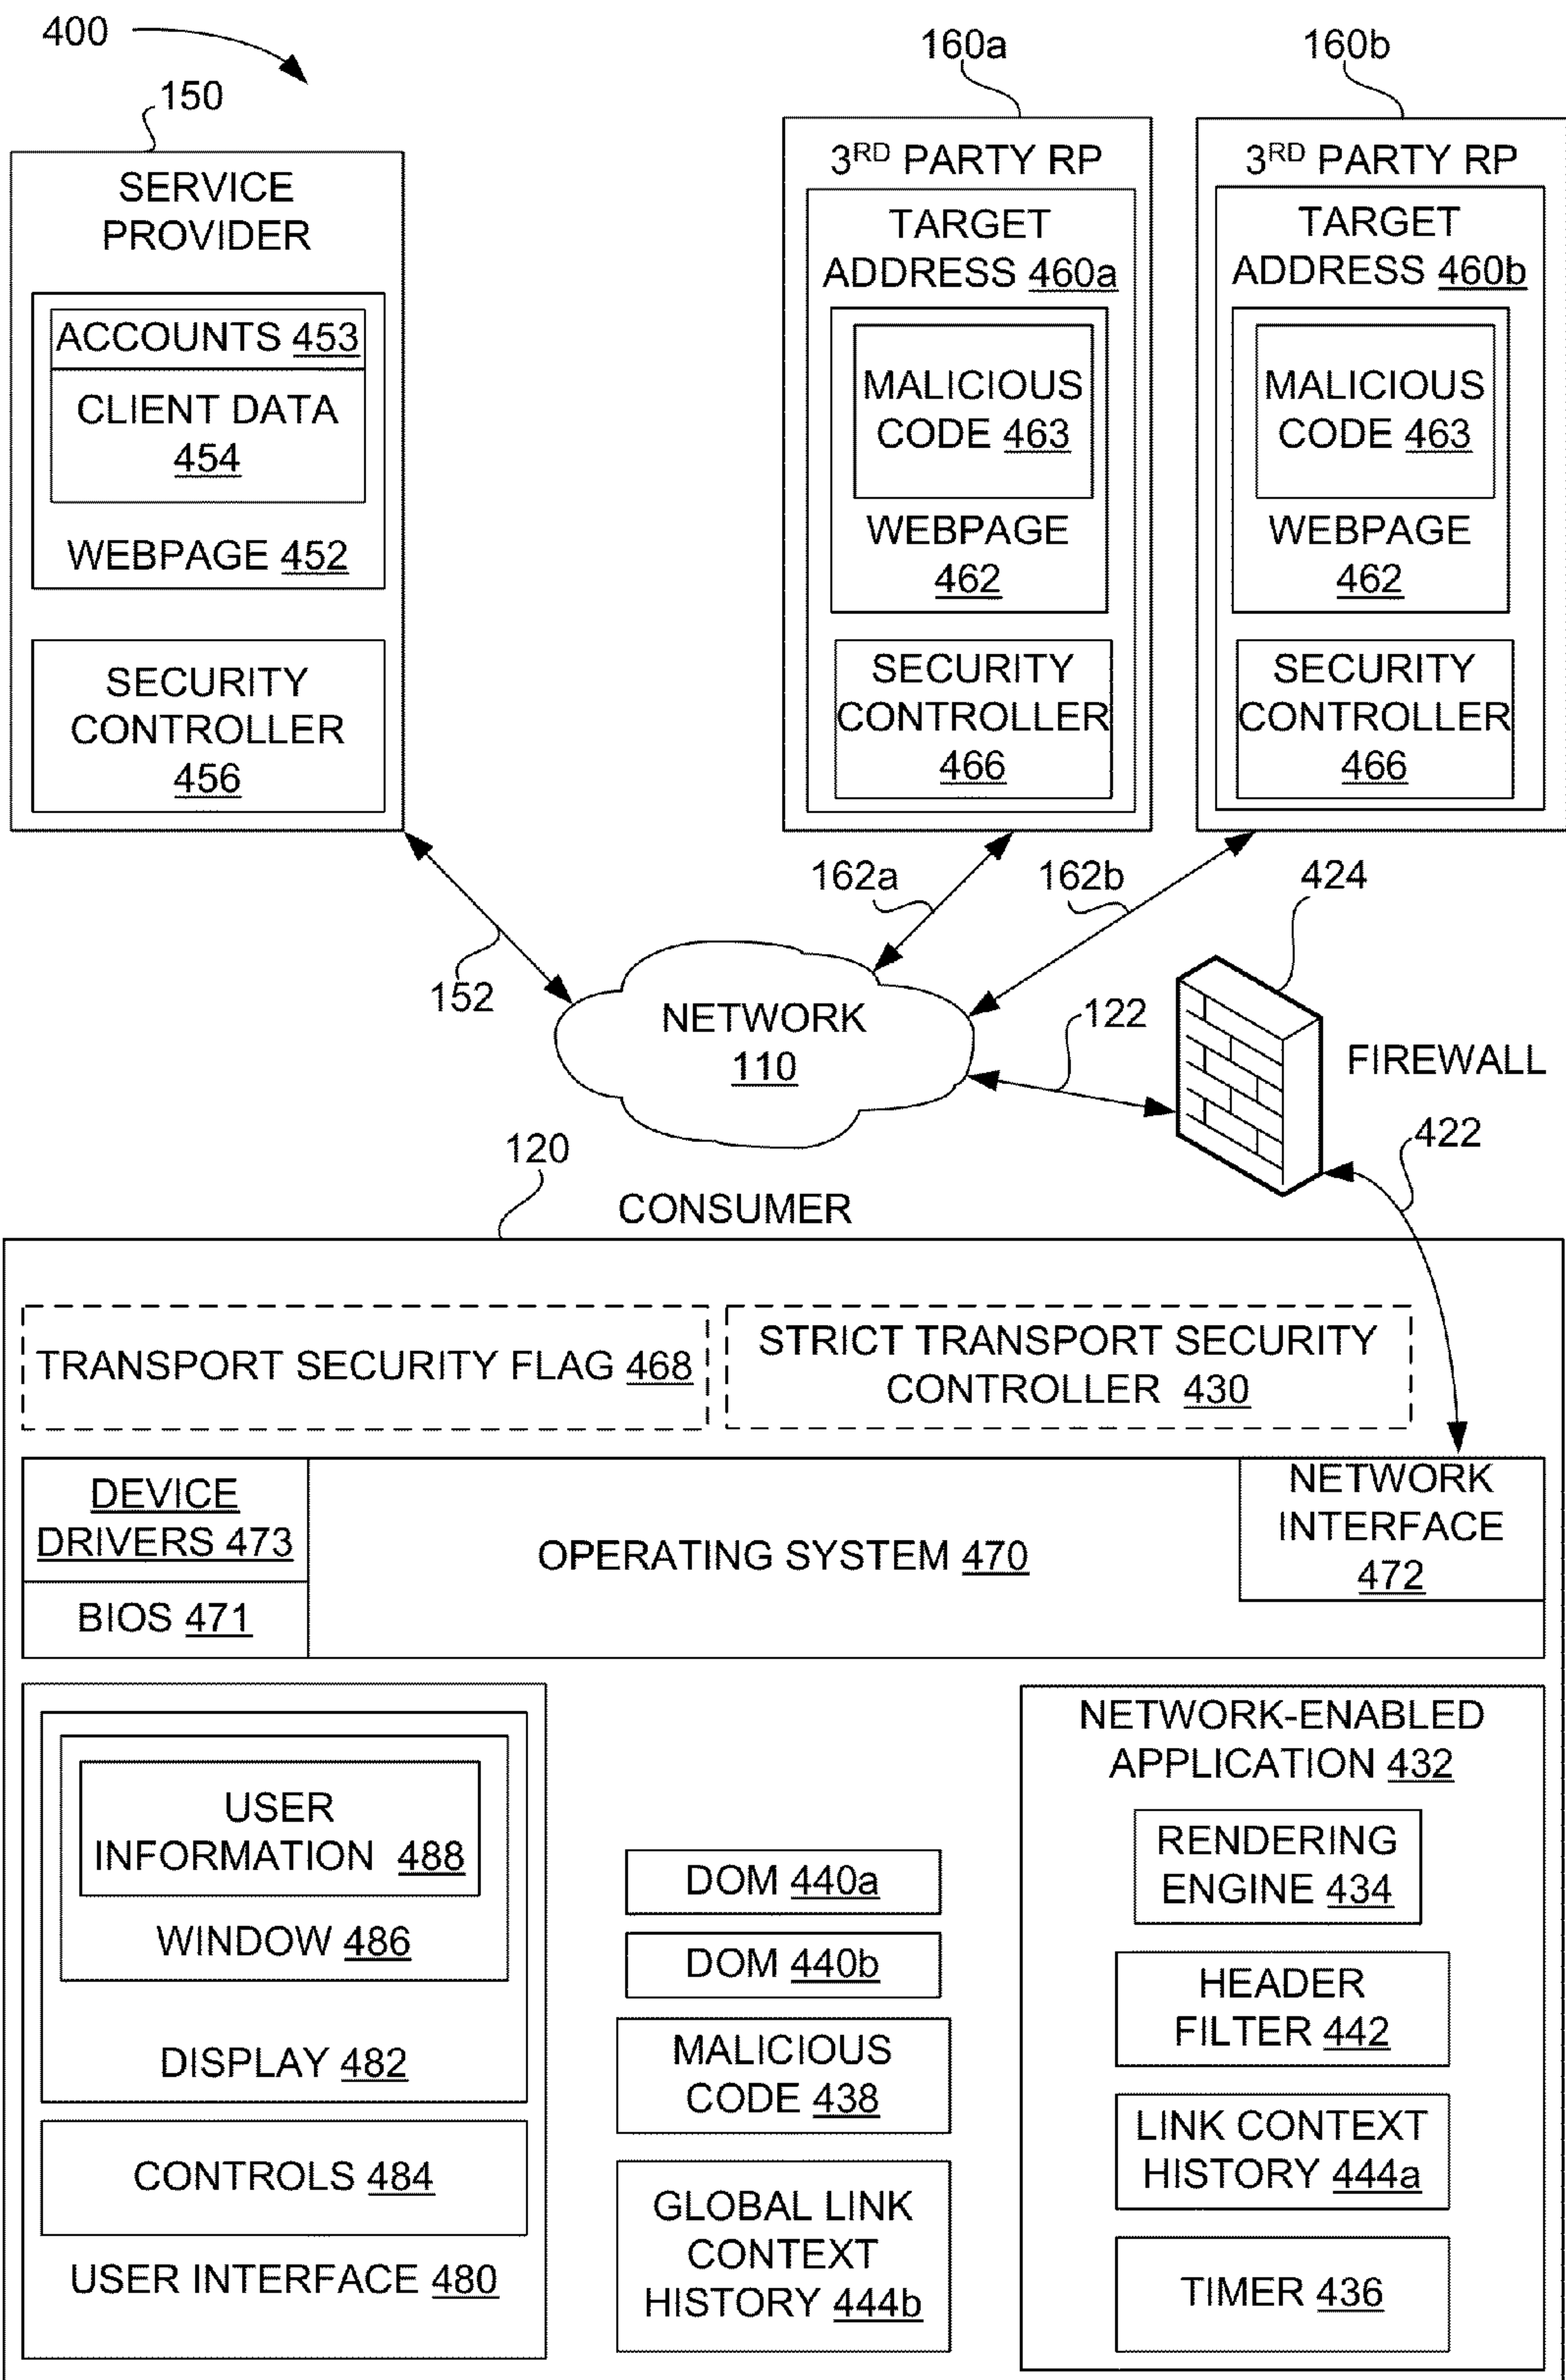 400
150
SERVICE
PROVIDER
ACCOUNTS 453
CLIENT DATA
454
WEBPAGE 452
SECURITY
CONTROLLER
456
160a
3RD PARTY RP
TARGET
ADDRESS 460a
MALICIOUS
CODE 463
WEBPAGE
462
SECURITY
CONTROLLER
466
160b
3RD PARTY RP
TARGET
ADDRESS 460b
MALICIOUS
CODE 463
WEBPAGE
462
SECURITY
CONTROLLER
466
152
162a
162b
424
NETWORK
110
122
FIREWALL
422
120
CONSUMER
TRANSPORT SECURITY FLAG 468
STRICT TRANSPORT SECURITY
CONTROLLER 430
DEVICE
DRIVERS 473
BIOS 471
OPERATING SYSTEM 470
NETWORK
INTERFACE
472
USER
INFORMATION 488
WINDOW 486
DISPLAY 482
CONTROLS 484
USER INTERFACE 480
DOM 440a
DOM 440b
MALICIOUS
CODE 438
GLOBAL LINK
CONTEXT
HISTORY 444b
NETWORK-ENABLED
APPLICATION 432
RENDERING
ENGINE 434
HEADER
FILTER 442
LINK CONTEXT
HISTORY 444a
TIMER 436